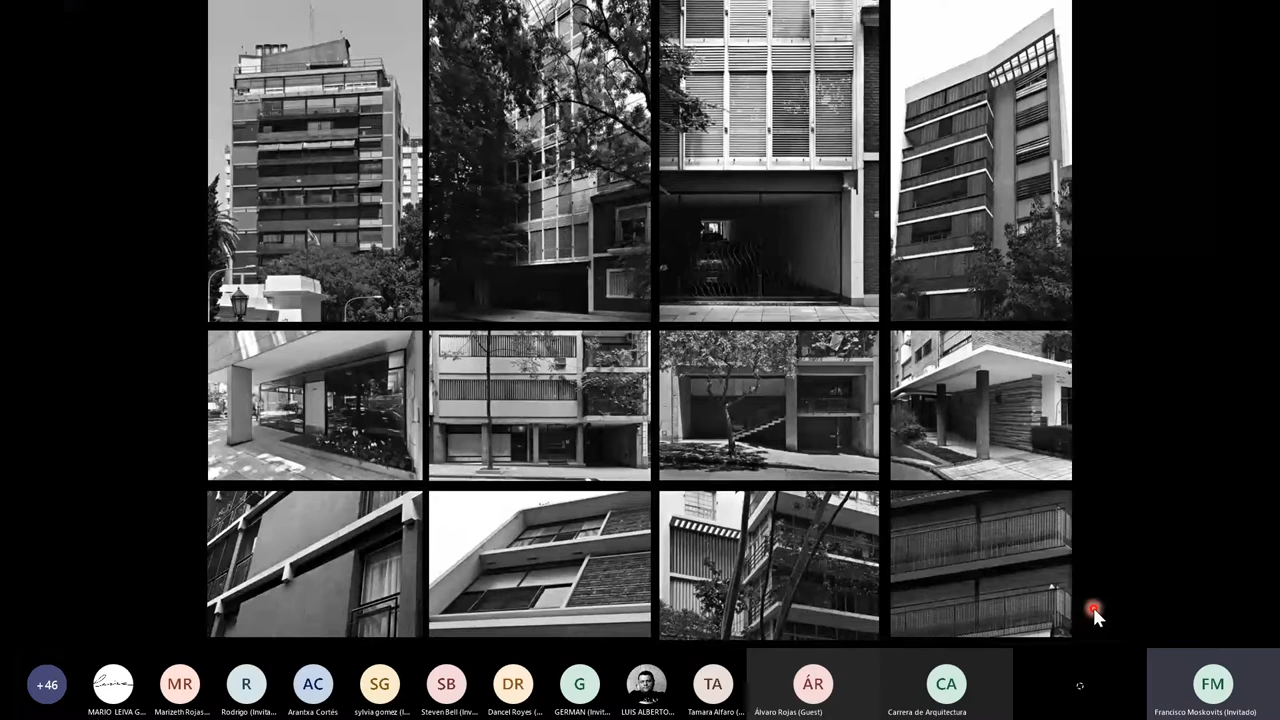 +46
MR
R
AC
SG
SB
DR
G
TA
ÁR
CA
FM
MARIO LEIVA G...
Marizeth Rojas...
Rodrigo (Invita...
Arantxa Cortés
sylvia gomez (I...
Steven Bell (Inv...
Dancel Royes (...
GERMAN (Invit...
LUIS ALBERTO...
Tamara Alfaro (...
Álvaro Rojas (Guest)
Carrera de Arquitectura
Francisco Moskovits (Invitado)